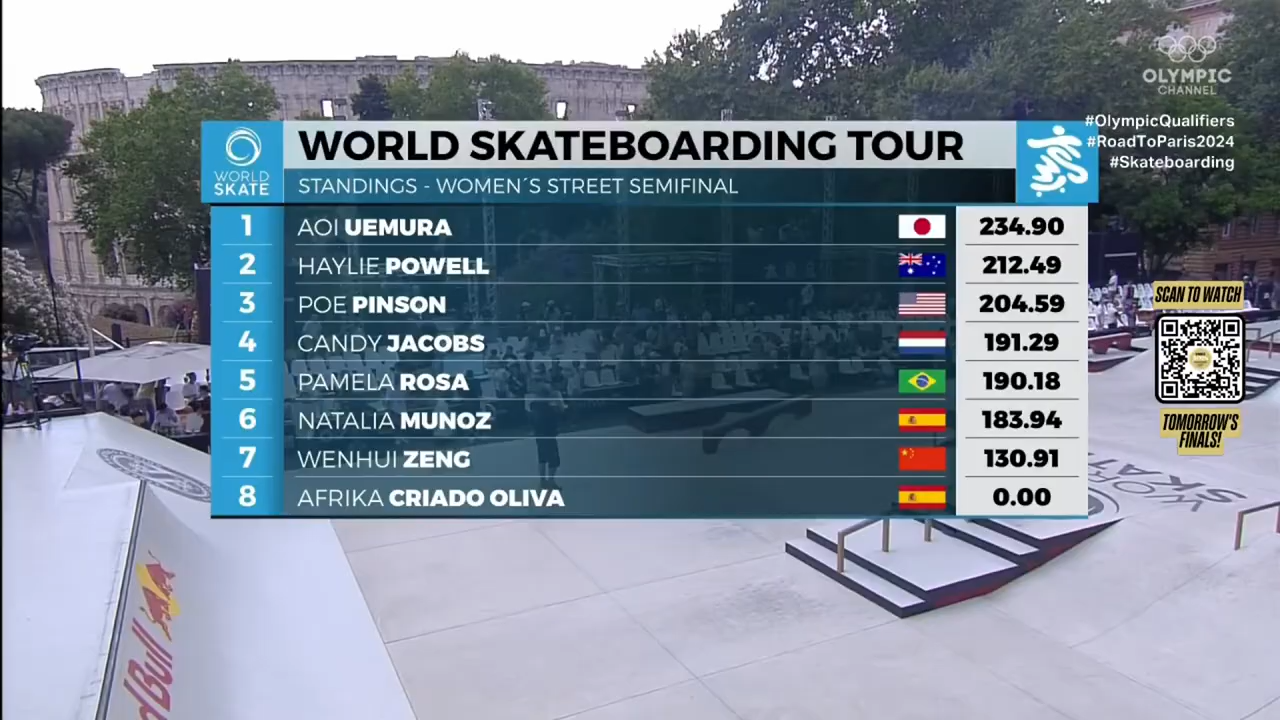 OLYMPIC
CHANNEL
#OlympicQualifiers
#RoadToParis2024
#Skateboarding
WORLD
SKATE
WORLD SKATEBOARDING TOUR
STANDINGS - WOMEN´S STREET SEMIFINAL
1 AOI UEMURA 234.90
2 HAYLIE POWELL 212.49
3 POE PINSON 204.59
4 CANDY JACOBS 191.29
5 PAMELA ROSA 190.18
6 NATALIA MUNOZ 183.94
7 WENHUI ZENG 130.91
8 AFRIKA CRIADO OLIVA 0.00
SCAN TO WATCH
TOMORROW'S
FINALS!
RedBull